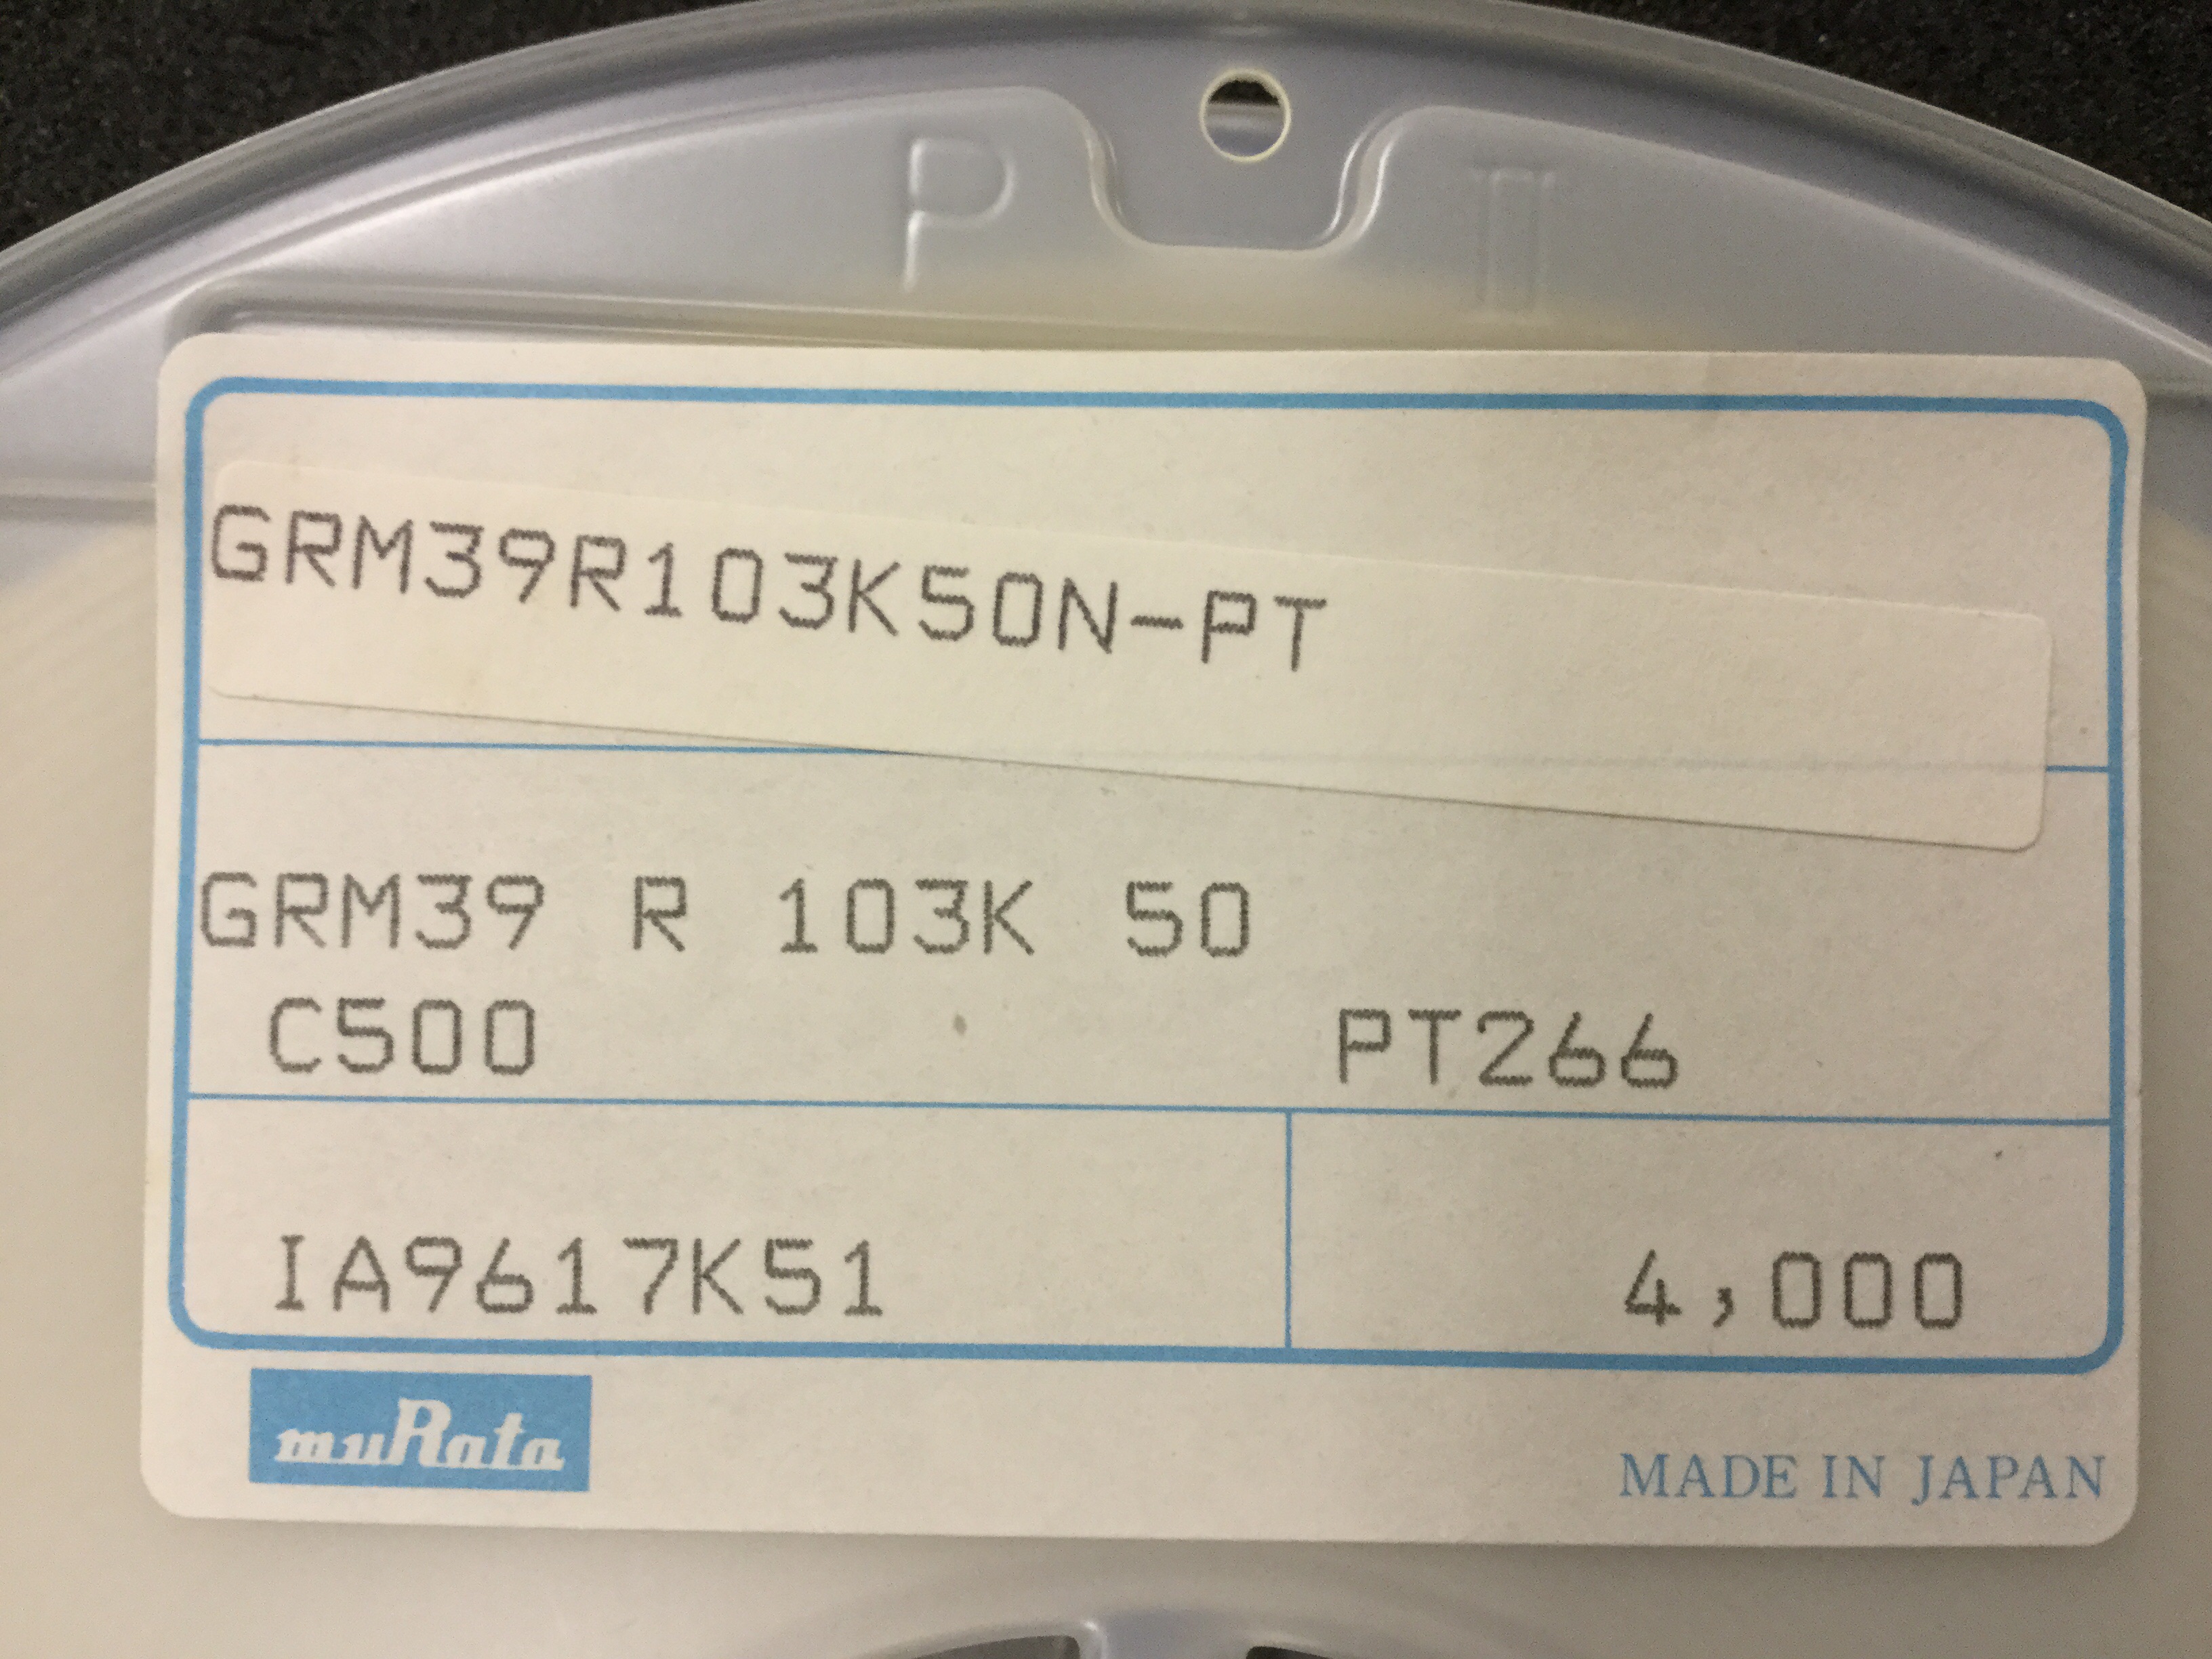 P T
GRM39R103K50N-PT
GRM39 R 103K 50
C500 PT266
IA9617K51 4,000
muRata
MADE IN JAPAN